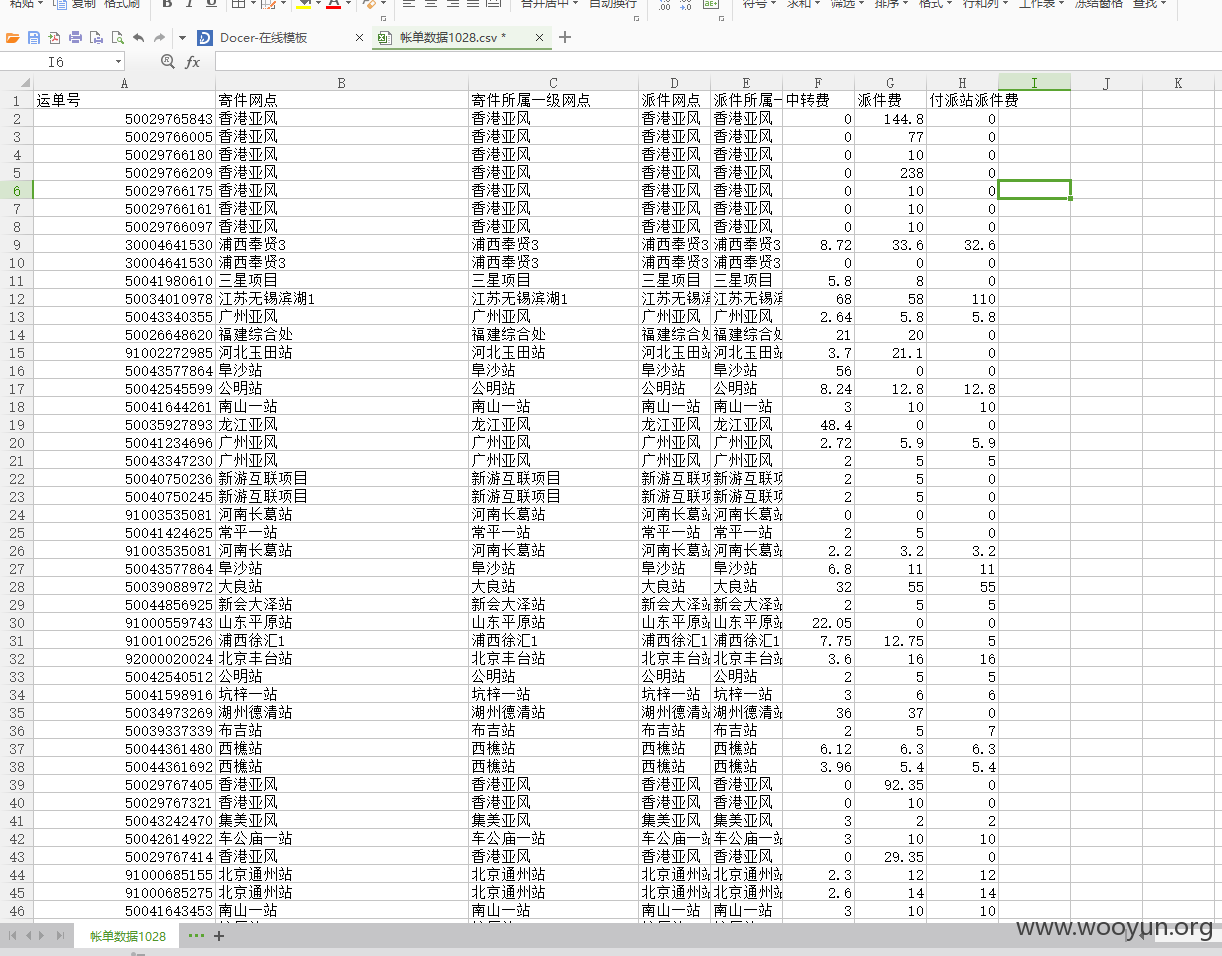 粘贴 复制 格式刷 B I U 合并居中 自动换行 符号 求和 筛选 排序 格式 行和列 工作表 冻结窗格 查找
Docer-在线模板 × 帐单数据1028.csv * × +
I6 fx
A B C D E F G H I J K
1 运单号 寄件网点 寄件所属一级网点 派件网点 派件所属一 中转费 派件费 付派站派件费
2 50029765843 香港亚风 香港亚风 香港亚风 香港亚风 0 144.8 0
3 50029766005 香港亚风 香港亚风 香港亚风 香港亚风 0 77 0
4 50029766180 香港亚风 香港亚风 香港亚风 香港亚风 0 10 0
5 50029766209 香港亚风 香港亚风 香港亚风 香港亚风 0 238 0
6 50029766175 香港亚风 香港亚风 香港亚风 香港亚风 0 10 0
7 50029766161 香港亚风 香港亚风 香港亚风 香港亚风 0 10 0
8 50029766097 香港亚风 香港亚风 香港亚风 香港亚风 0 10 0
9 30004641530 浦西奉贤3 浦西奉贤3 浦西奉贤3 浦西奉贤3 8.72 33.6 32.6
10 30004641530 浦西奉贤3 浦西奉贤3 浦西奉贤3 浦西奉贤3 0 0 0
11 50041980610 三星项目 三星项目 三星项目 三星项目 5.8 8 0
12 50034010978 江苏无锡滨湖1 江苏无锡滨湖1 江苏无锡滨 江苏无锡滨 68 58 110
13 50043340355 广州亚风 广州亚风 广州亚风 广州亚风 2.64 5.8 5.8
14 50026648620 福建综合处 福建综合处 福建综合处 福建综合处 21 20 0
15 91002272985 河北玉田站 河北玉田站 河北玉田站 河北玉田站 3.7 21.1 0
16 50043577864 阜沙站 阜沙站 阜沙站 阜沙站 56 0 0
17 50042545599 公明站 公明站 公明站 公明站 8.24 12.8 12.8
18 50041644261 南山一站 南山一站 南山一站 南山一站 3 10 10
19 50035927893 龙江亚风 龙江亚风 龙江亚风 龙江亚风 48.4 0 0
20 50041234696 广州亚风 广州亚风 广州亚风 广州亚风 2.72 5.9 5.9
21 50043347230 广州亚风 广州亚风 广州亚风 广州亚风 2 5 5
22 50040750236 新游互联项目 新游互联项目 新游互联项 新游互联项 2 5 0
23 50040750245 新游互联项目 新游互联项目 新游互联项 新游互联项 2 5 0
24 91003535081 河南长葛站 河南长葛站 河南长葛站 河南长葛站 0 0 0
25 50041424625 常平一站 常平一站 常平一站 常平一站 2 5 0
26 91003535081 河南长葛站 河南长葛站 河南长葛站 河南长葛站 2.2 3.2 3.2
27 50043577864 阜沙站 阜沙站 阜沙站 阜沙站 6.8 11 11
28 50039088972 大良站 大良站 大良站 大良站 32 55 55
29 50044856925 新会大泽站 新会大泽站 新会大泽站 新会大泽站 2 5 5
30 91000559743 山东平原站 山东平原站 山东平原站 山东平原站 22.05 0 0
31 91001002526 浦西徐汇1 浦西徐汇1 浦西徐汇1 浦西徐汇1 7.75 12.75 5
32 92000020024 北京丰台站 北京丰台站 北京丰台站 北京丰台站 3.6 16 16
33 50042540512 公明站 公明站 公明站 公明站 2 5 5
34 50041598916 坑梓一站 坑梓一站 坑梓一站 坑梓一站 3 6 6
35 50034973269 湖州德清站 湖州德清站 湖州德清站 湖州德清站 36 37 0
36 50039337339 布吉站 布吉站 布吉站 布吉站 2 5 7
37 50044361480 西樵站 西樵站 西樵站 西樵站 6.12 6.3 6.3
38 50044361692 西樵站 西樵站 西樵站 西樵站 3.96 5.4 5.4
39 50029767405 香港亚风 香港亚风 香港亚风 香港亚风 0 92.35 0
40 50029767321 香港亚风 香港亚风 香港亚风 香港亚风 0 10 0
41 50043242470 集美亚风 集美亚风 集美亚风 集美亚风 3 2 2
42 50042614922 车公庙一站 车公庙一站 车公庙一站 车公庙一站 3 10 10
43 50029767414 香港亚风 香港亚风 香港亚风 香港亚风 0 29.35 0
44 91000685155 北京通州站 北京通州站 北京通州站 北京通州站 2.3 12 12
45 91000685275 北京通州站 北京通州站 北京通州站 北京通州站 2.6 14 14
46 50041643453 南山一站 南山一站 南山一站 南山一站 3 10 10
帐单数据1028 ··· +
www.wooyun.org